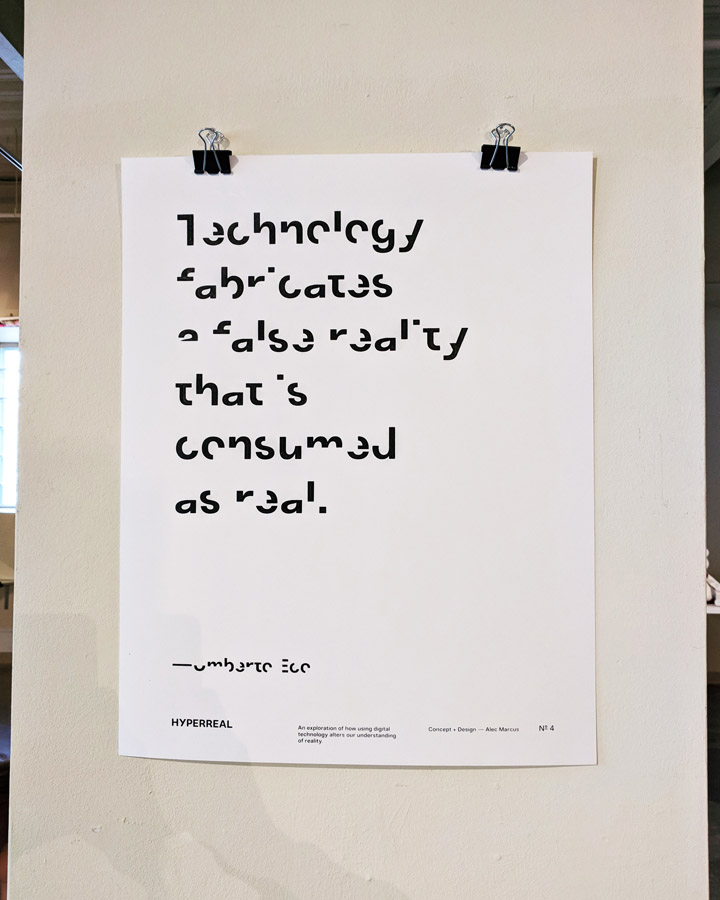 Technology
fabricates
a false reality
that is
consumed
as real.
—Umberto Eco
HYPERREAL
An exploration of how using digital
technology alters our understanding
of reality.
Concept + Design — Alec Marcus
Nº 4